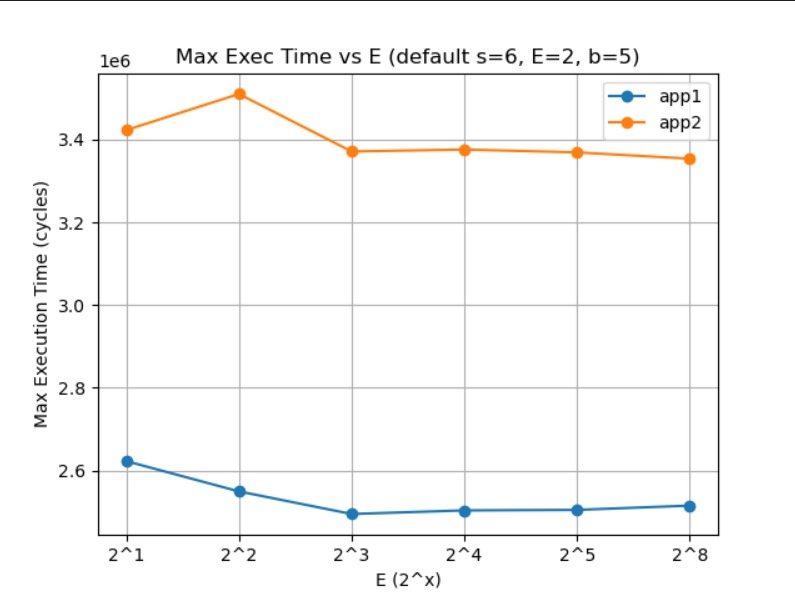 Max Exec Time vs E (default s=6, E=2, b=5)
1e6
app1
app2
3.4
3.2
3.0
2.8
2.6
Max Execution Time (cycles)
2^1 2^2 2^3 2^4 2^5 2^8
E (2^x)